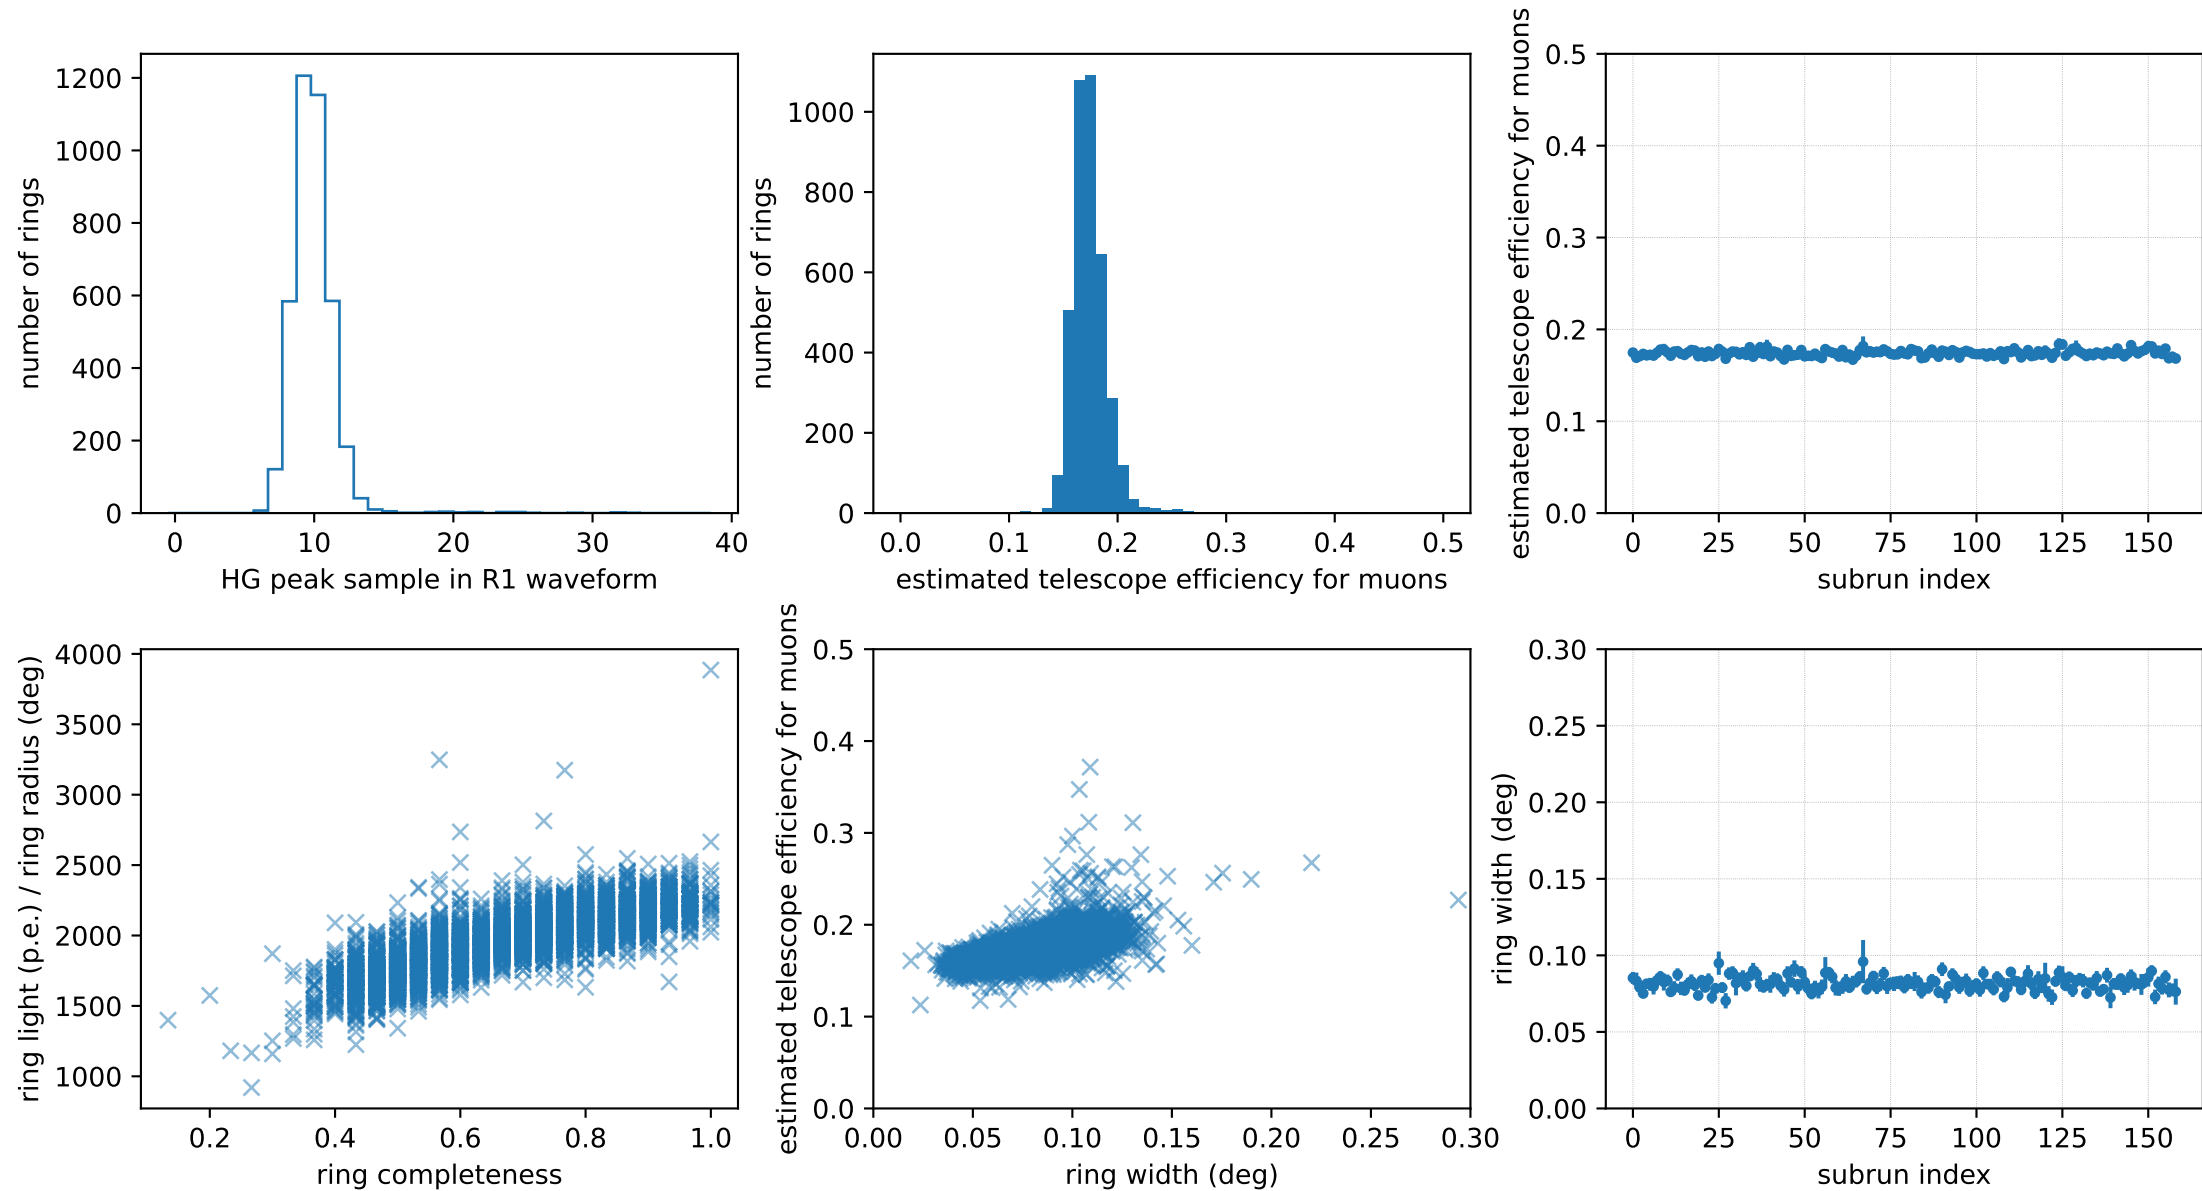 1200
1000
800
600
400
200
0
number of rings
0 10 20 30 40
HG peak sample in R1 waveform
1000
800
600
400
200
0
number of rings
0.0 0.1 0.2 0.3 0.4 0.5
estimated telescope efficiency for muons
0.5
0.4
0.3
0.2
0.1
0.0
estimated telescope efficiency for muons
0 25 50 75 100 125 150
subrun index
4000
3500
3000
2500
2000
1500
1000
ring light (p.e.) / ring radius (deg)
0.2 0.4 0.6 0.8 1.0
ring completeness
0.5
0.4
0.3
0.2
0.1
0.0
estimated telescope efficiency for muons
0.00 0.05 0.10 0.15 0.20 0.25 0.30
ring width (deg)
0.30
0.25
0.20
0.15
0.10
0.05
0.00
ring width (deg)
0 25 50 75 100 125 150
subrun index